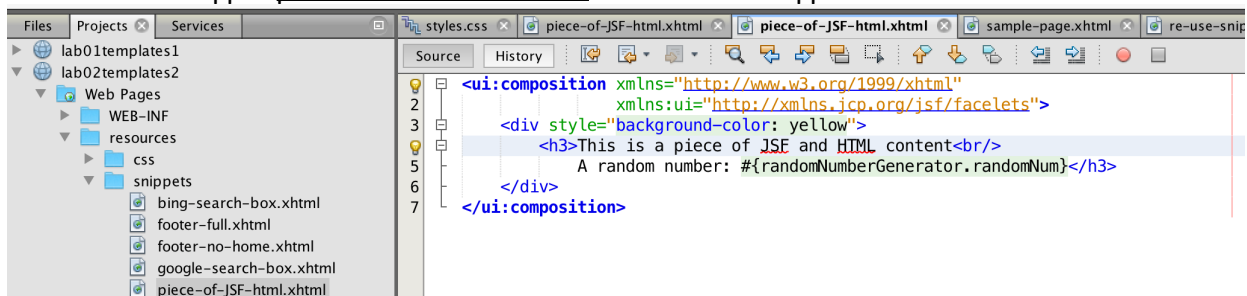 Files Projects Services
styles.css piece-of-JSF-html.xhtml piece-of-JSF-html.xhtml sample-page.xhtml re-use-snip
lab01templates1
lab02templates2
Web Pages
WEB-INF
resources
css
snippets
bing-search-box.xhtml
footer-full.xhtml
footer-no-home.xhtml
google-search-box.xhtml
piece-of-JSF-html.xhtml
Source History
<ui:composition xmlns="http://www.w3.org/1999/xhtml"
2 xmlns:ui="http://xmlns.jcp.org/jsf/facelets">
3 <div style="background-color: yellow">
<h3>This is a piece of JSF and HTML content<br/>
5 A random number: #{randomNumberGenerator.randomNum}</h3>
6 </div>
7 </ui:composition>